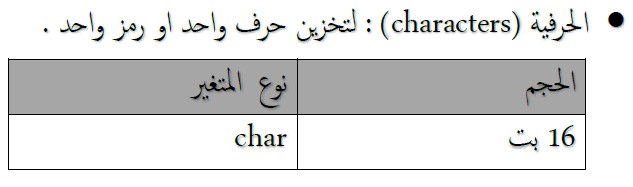 ● الحرفية (characters) : لتخزين حرف واحد او رمز واحد .
الحجم نوع المتغير
16 بت char